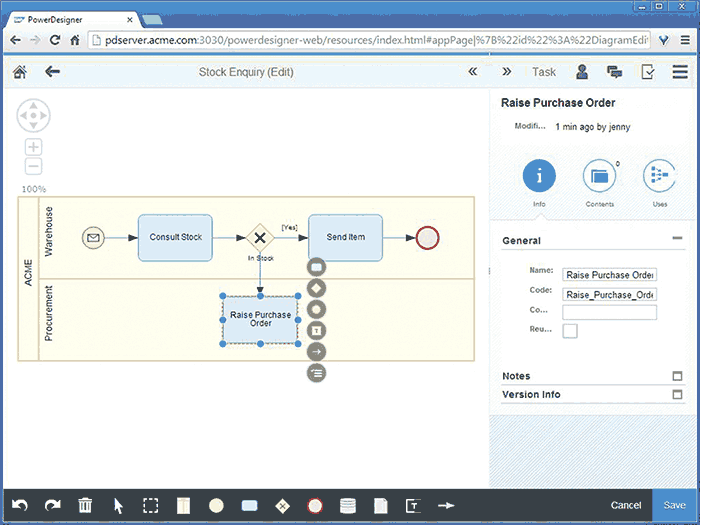 PowerDesigner
pdserver.acme.com:3030/powerdesigner-web/resources/index.html#appPage|%7B%22id%22%3A%22DiagramEdi
Stock Enquiry (Edit)
Task
Raise Purchase Order
Modifi... 1 min ago by jenny
0
Info Contents Uses
100%
ACME
Warehouse
Consult Stock
[Yes]
Send Item
In Stock
Procurement
Raise Purchase
Order
T
General
Name: Raise Purchase Order
Code: Raise_Purchase_Orde
Co...
Reu...
Notes
Version Info
T
Cancel
Save